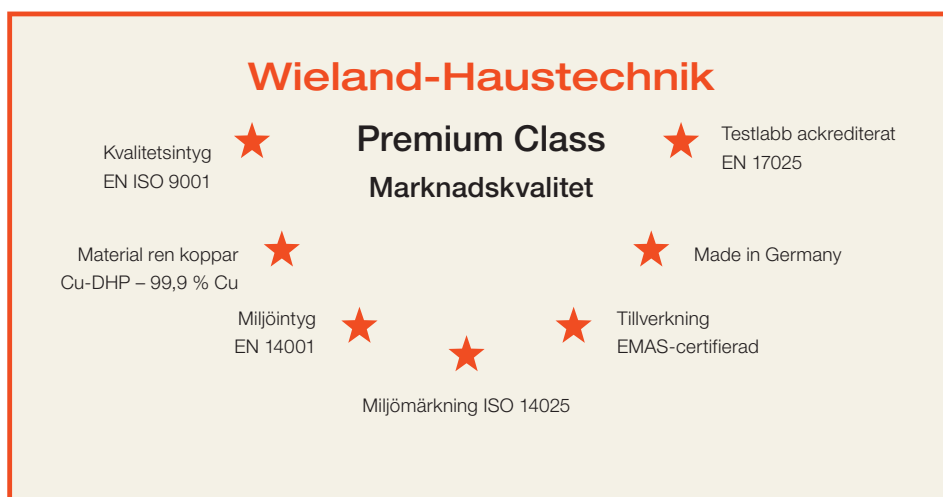 Wieland-Haustechnik
Premium Class
Marknadskvalitet
Kvalitetsintyg
EN ISO 9001
Material ren koppar
Cu-DHP – 99,9 % Cu
Miljöintyg
EN 14001
Miljömärkning ISO 14025
Tillverkning
EMAS-certifierad
Made in Germany
Testlabb ackrediterat
EN 17025